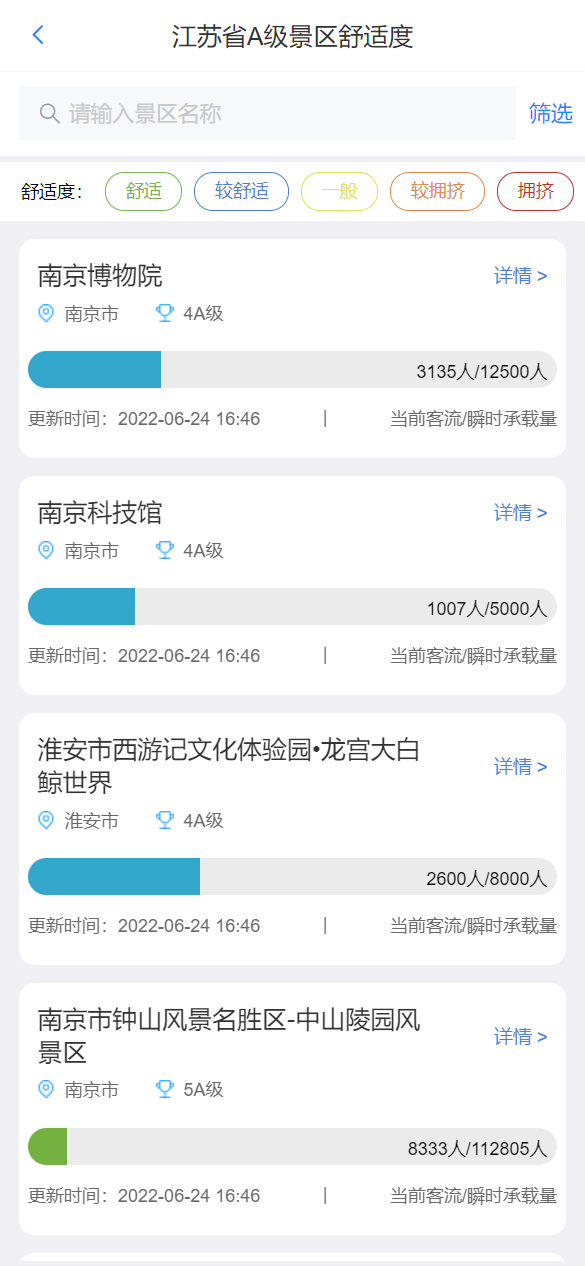 江苏省A级景区舒适度
请输入景区名称
筛选
舒适度：
舒适
较舒适
一般
较拥挤
拥挤
南京博物院
详情 >
南京市
4A级
3135人/12500人
更新时间：2022-06-24 16:46 | 当前客流/瞬时承载量
南京科技馆
详情 >
南京市
4A级
1007人/5000人
更新时间：2022-06-24 16:46 | 当前客流/瞬时承载量
淮安市西游记文化体验园•龙宫大白
鲸世界
详情 >
淮安市
4A级
2600人/8000人
更新时间：2022-06-24 16:46 | 当前客流/瞬时承载量
南京市钟山风景名胜区-中山陵园风
景区
详情 >
南京市
5A级
8333人/112805人
更新时间：2022-06-24 16:46 | 当前客流/瞬时承载量